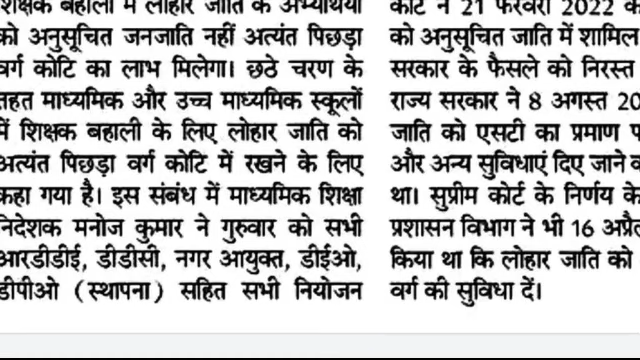 शिक्षक बहाली में लोहार जाति के अभ्यर्थियों
को अनुसूचित जनजाति नहीं अत्यंत पिछड़ा
वर्ग कोटि का लाभ मिलेगा। छठे चरण के
तहत माध्यमिक और उच्च माध्यमिक स्कूलों
में शिक्षक बहाली के लिए लोहार जाति को
अत्यंत पिछड़ा वर्ग कोटि में रखने के लिए
कहा गया है। इस संबंध में माध्यमिक शिक्षा
निदेशक मनोज कुमार ने गुरुवार को सभी
आरडीडीई, डीडीसी, नगर आयुक्त, डीईओ,
डीपीओ (स्थापना) सहित सभी नियोजन
कोर्ट ने 21 फरवरी 2022 के
को अनुसूचित जाति में शामिल
सरकार के फैसले को निरस्त
राज्य सरकार ने 8 अगस्त 20
जाति को एसटी का प्रमाण
और अन्य सुविधाएं दिए जाने
था। सुप्रीम कोर्ट के निर्णय के
प्रशासन विभाग ने भी 16 अप्रैल
किया था कि लोहार जाति को
वर्ग की सुविधा दें।